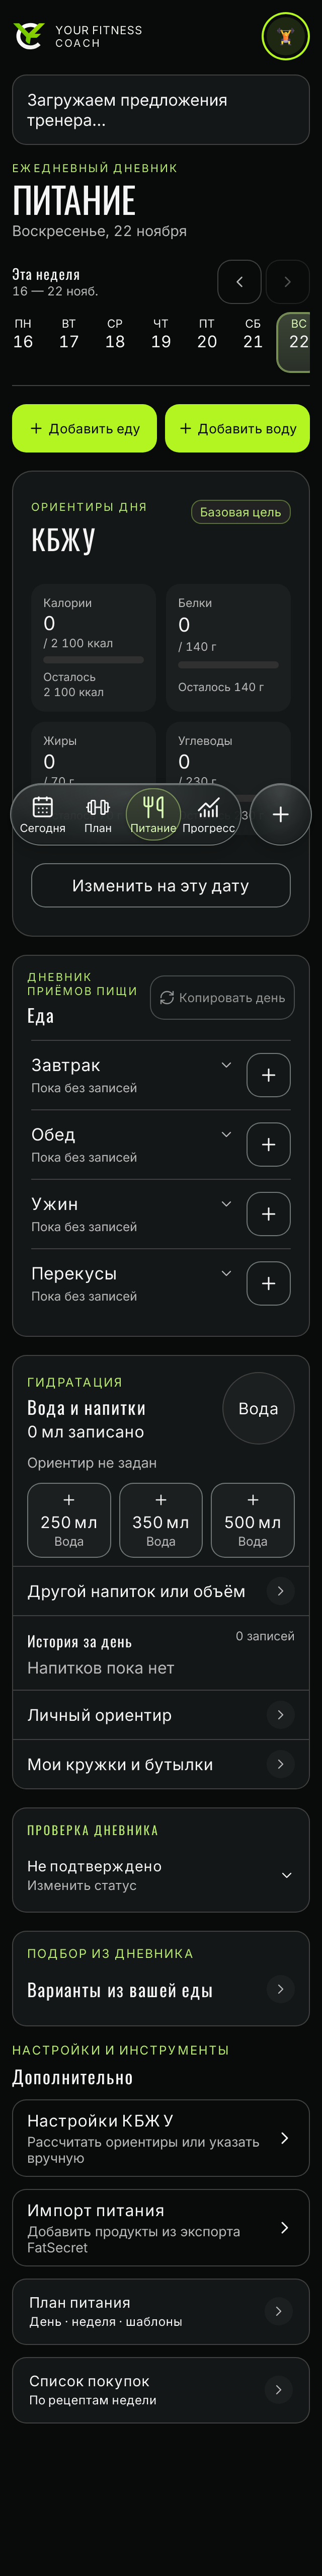 YOUR FITNESS
COACH
Загружаем предложения
тренера...
ЕЖЕДНЕВНЫЙ ДНЕВНИК
ПИТАНИЕ
Воскресенье, 22 ноября
Эта неделя
16 — 22 нояб.
ПН ВТ СР ЧТ ПТ СБ ВС
16 17 18 19 20 21 22
+ Добавить еду
+ Добавить воду
ОРИЕНТИРЫ ДНЯ
Базовая цель
КБЖУ
Калории
0
/ 2 100 ккал
Осталось
2 100 ккал
Белки
0
/ 140 г
Осталось 140 г
Жиры
0
/ 70 г
Углеводы
0
/ 230 г
Сегодня
План
Питание
Прогресс
+
Изменить на эту дату
ДНЕВНИК
ПРИЁМОВ ПИЩИ
Еда
Копировать день
Завтрак
Пока без записей
+
Обед
Пока без записей
+
Ужин
Пока без записей
+
Перекусы
Пока без записей
+
ГИДРАТАЦИЯ
Вода и напитки
0 мл записано
Вода
Ориентир не задан
+
250 мл
Вода
+
350 мл
Вода
+
500 мл
Вода
Другой напиток или объём
История за день
0 записей
Напитков пока нет
Личный ориентир
Мои кружки и бутылки
ПРОВЕРКА ДНЕВНИКА
Не подтверждено
Изменить статус
ПОДБОР ИЗ ДНЕВНИКА
Варианты из вашей еды
НАСТРОЙКИ И ИНСТРУМЕНТЫ
Дополнительно
Настройки КБЖУ
Рассчитать ориентиры или указать
вручную
Импорт питания
Добавить продукты из экспорта
FatSecret
План питания
День · неделя · шаблоны
Список покупок
По рецептам недели